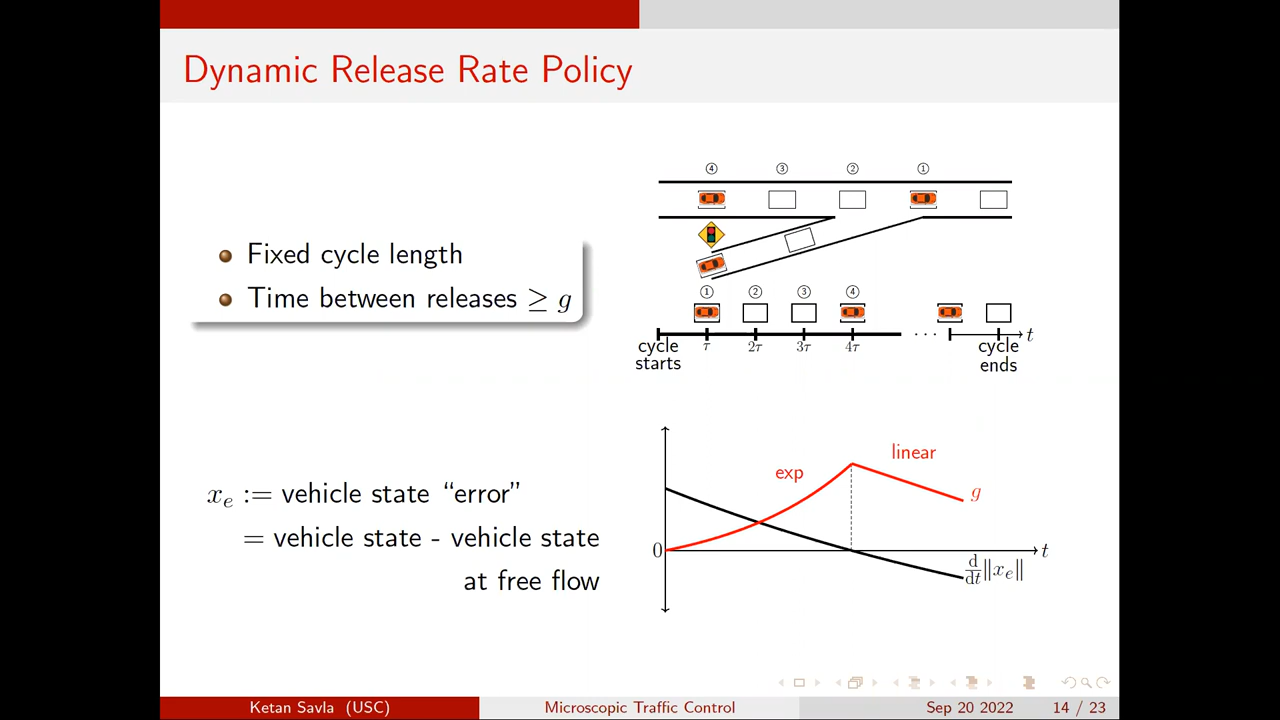 Dynamic Release Rate Policy
Fixed cycle length
Time between releases ≥ g
④ ③ ② ①
① ② ③ ④
τ 2τ 3τ 4τ ··· t
cycle starts
cycle ends
x_e := vehicle state “error”
= vehicle state - vehicle state
at free flow
exp
linear
g
0
t
d/dt ‖x_e‖
Ketan Savla (USC)
Microscopic Traffic Control
Sep 20 2022
14 / 23